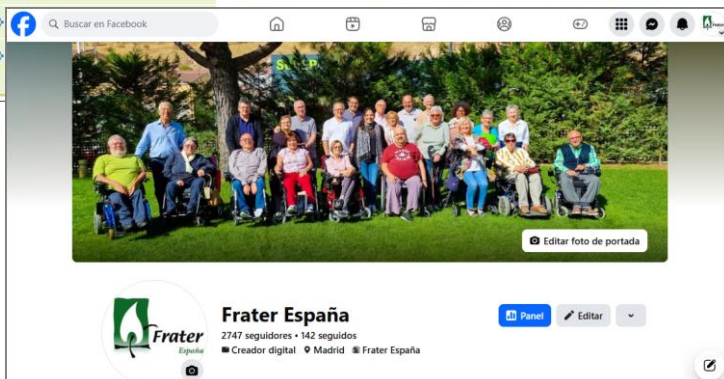 Buscar en Facebook
Editar foto de portada
Frater
España
Frater España
2747 seguidores • 142 seguidos
Creador digital Madrid Frater España
Panel
Editar